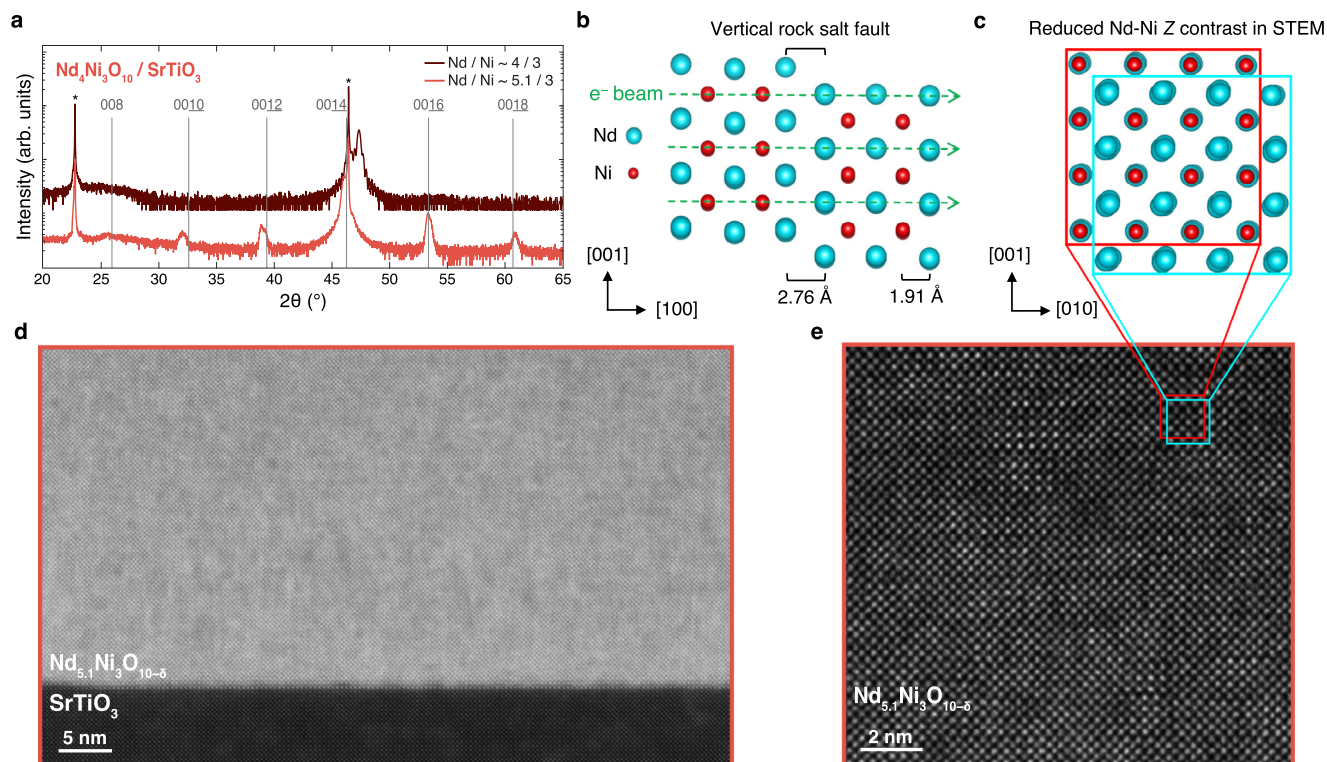 a
Nd₄Ni₃O₁₀ / SrTiO₃
Nd / Ni ~ 4 / 3
Nd / Ni ~ 5.1 / 3
*
*
008
0010
0012
0014
0016
0018
Intensity (arb. units)
20 25 30 35 40 45 50 55 60 65
2θ (°)
b
Vertical rock salt fault
e⁻ beam
Nd
Ni
[001]
[100]
2.76 Å
1.91 Å
c
Reduced Nd-Ni Z contrast in STEM
[001]
[010]
d
Nd₅.₁Ni₃O₁₀₋δ
SrTiO₃
5 nm
e
Nd₅.₁Ni₃O₁₀₋δ
2 nm